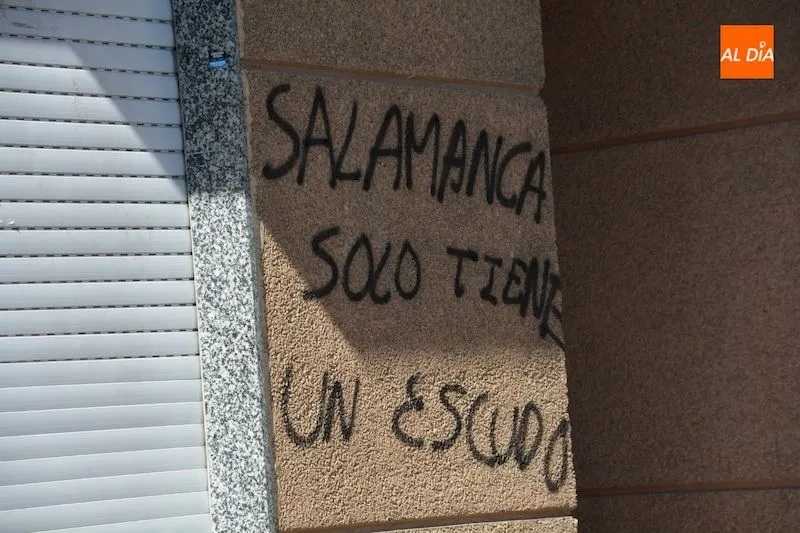 AL DÍA
SALAMANCA
SOLO TIENE
UN ESCUDO